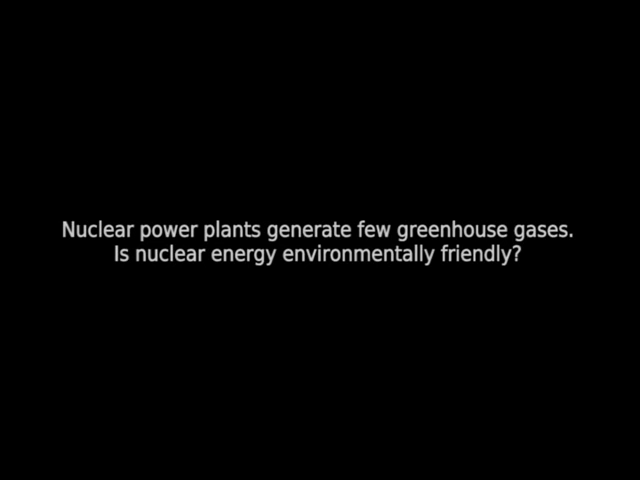 Nuclear power plants generate few greenhouse gases.
Is nuclear energy environmentally friendly?